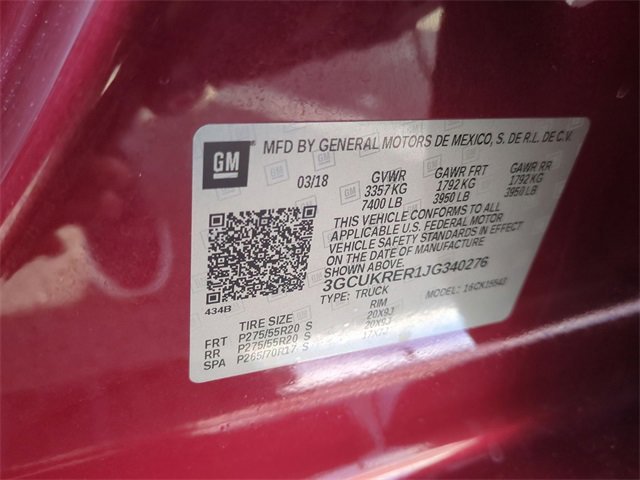 GM
MFD BY GENERAL MOTORS DE MEXICO, S. DE R.L. DE C.V.
03/18 GVWR GAWR FRT GAWR RR
3357 KG 1792 KG 1792 KG
7400 LB 3950 LB 3950 LB
THIS VEHICLE CONFORMS TO ALL
APPLICABLE U.S. FEDERAL MOTOR
VEHICLE SAFETY STANDARDS IN EFFECT
ON THE DATE OF MANUFACTURE
SHOWN ABOVE.
3GCUKRER1JG340276
TYPE: TRUCK MODEL: 16CK15543
434B
TIRE SIZE RIM
FRT P275/55R20 S 20X9J
RR P275/55R20 S 20X9J
SPA P265/70R17 S